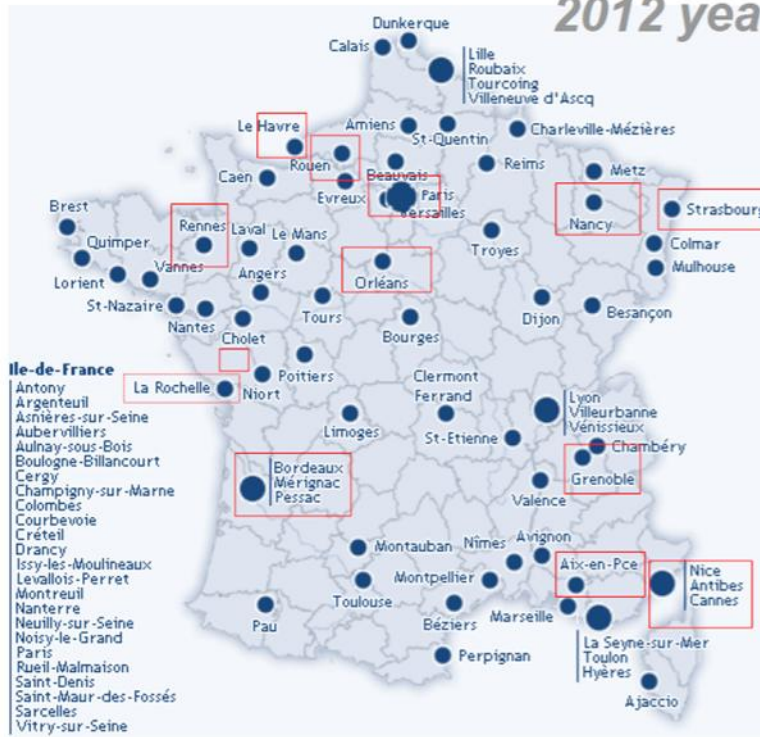 2012 yea
Dunkerque
Calais
Lille
Roubaix
Tourcoing
Villeneuve d'Ascq
Le Havre
Amiens
St-Quentin
Charleville-Mézières
Rouen
Beauvais
Reims
Metz
Caen
Evreux
Paris
Versailles
Nancy
Strasbourg
Brest
Rennes
Laval
Le Mans
Troyes
Colmar
Quimper
Orléans
Mulhouse
Lorient
Vannes
Angers
St-Nazaire
Nantes
Cholet
Tours
Bourges
Dijon
Besançon
Ile-de-France
Antony
Argenteuil
Asnières-sur-Seine
Aubervilliers
Aulnay-sous-Bois
Boulogne-Billancourt
Cergy
Champigny-sur-Marne
Colombes
Courbevoie
Créteil
Drancy
Issy-les-Moulineaux
Levallois-Perret
Montreuil
Nanterre
Neuilly-sur-Seine
Noisy-le-Grand
Paris
Rueil-Malmaison
Saint-Denis
Saint-Maur-des-Fossés
Sarcelles
Vitry-sur-Seine
La Rochelle
Niort
Poitiers
Clermont
Ferrand
Limoges
St-Etienne
Lyon
Villeurbanne
Vénissieux
Chambéry
Grenoble
Bordeaux
Mérignac
Pessac
Valence
Montauban
Nîmes
Avignon
Aix-en-Pce
Nice
Antibes
Cannes
Toulouse
Montpellier
Marseille
Pau
Béziers
Perpignan
La Seyne-sur-Mer
Toulon
Hyères
Ajaccio